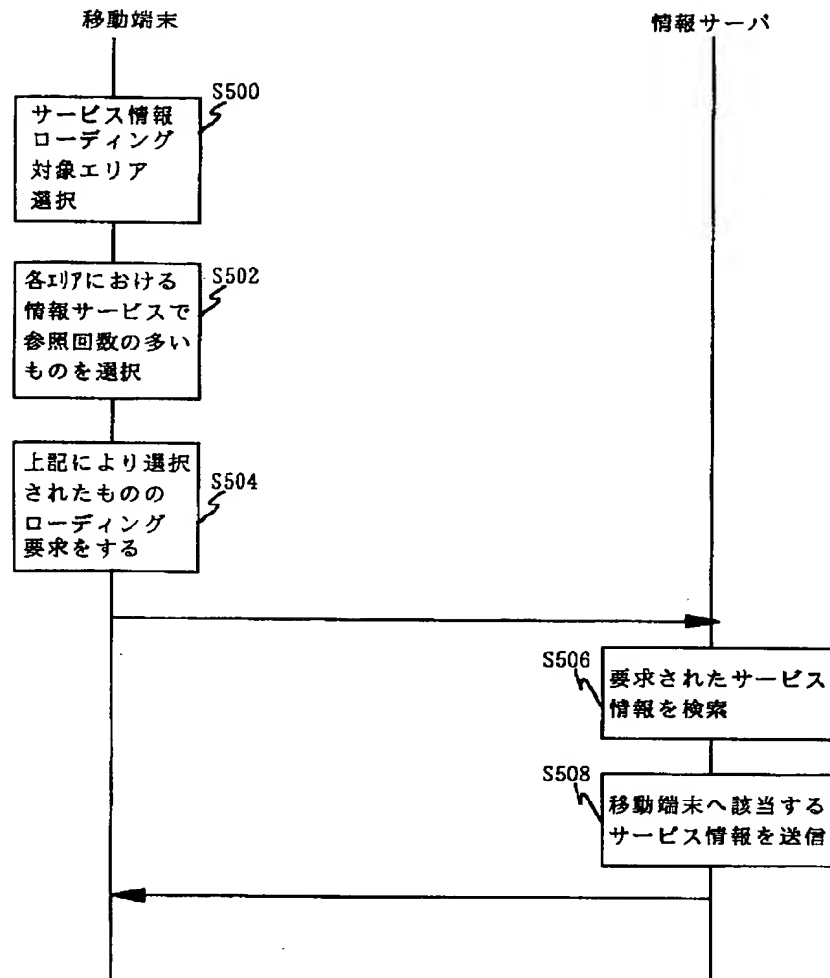 移動端末
情報サーバ
S500
サービス情報
ローディング
対象エリア
選択
S502
各エリアにおける
情報サービスで
参照回数の多い
ものを選択
S504
上記により選択
されたものの
ローディング
要求をする
S506
要求されたサービス
情報を検索
S508
移動端末へ該当する
サービス情報を送信